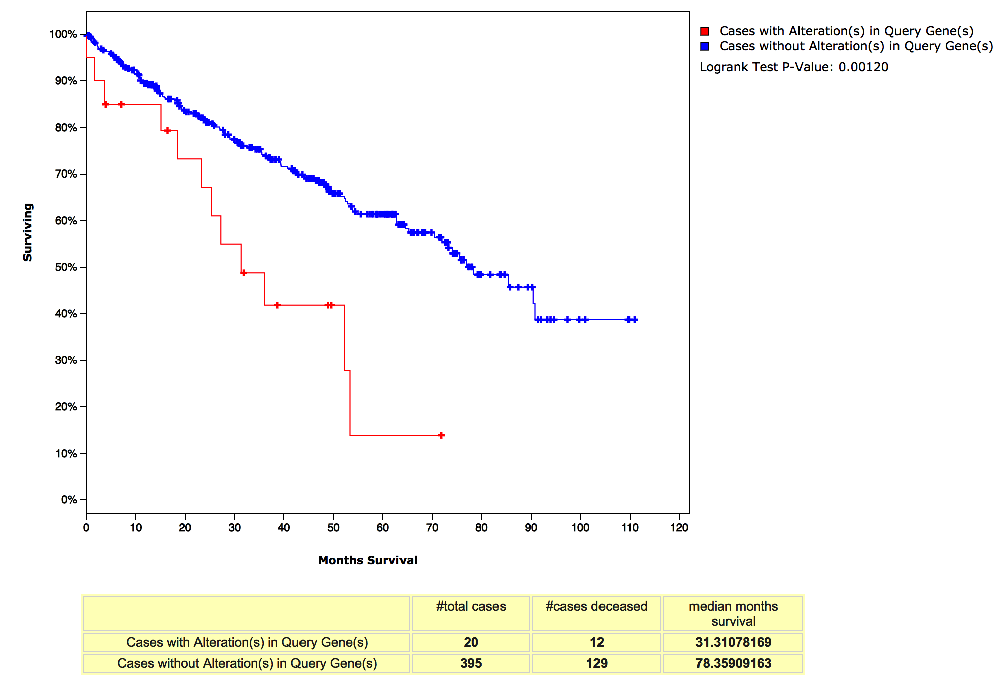 Cases with Alteration(s) in Query Gene(s)
Cases without Alteration(s) in Query Gene(s)
Logrank Test P-Value: 0.00120
100%
90%
80%
70%
60%
50%
40%
30%
20%
10%
0%
Surviving
0 10 20 30 40 50 60 70 80 90 100 110 120
Months Survival
#total cases #cases deceased median months
survival
Cases with Alteration(s) in Query Gene(s) 20 12 31.31078169
Cases without Alteration(s) in Query Gene(s) 395 129 78.35909163